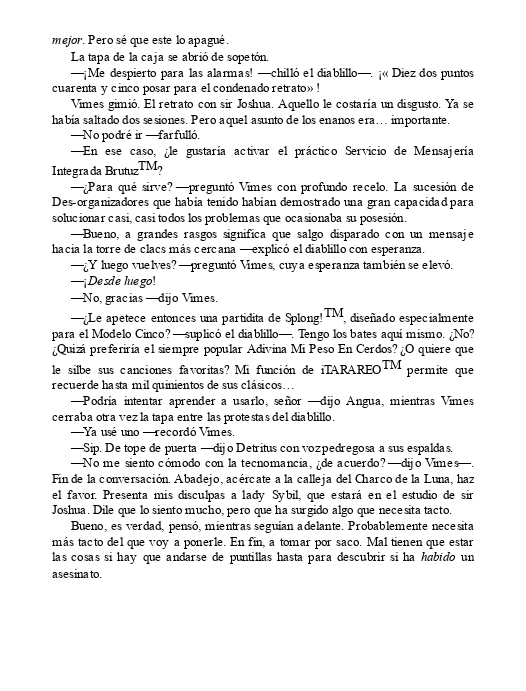 mejor. Pero sé que este lo apagué.
La tapa de la caja se abrió de sopetón.
—¡Me despierto para las alarmas! —chilló el diablillo—. ¡« Diez dos puntos
cuarenta y cinco posar para el condenado retrato» !
Vimes gimió. El retrato con sir Joshua. Aquello le costaría un disgusto. Ya se
había saltado dos sesiones. Pero aquel asunto de los enanos era… importante.
—No podré ir —farfulló.
—En ese caso, ¿le gustaría activar el práctico Servicio de Mensajería
Integrada BrutuzTM?
—¿Para qué sirve? —preguntó Vimes con profundo recelo. La sucesión de
Des-organizadores que había tenido habían demostrado una gran capacidad para
solucionar casi, casi todos los problemas que ocasionaba su posesión.
—Bueno, a grandes rasgos significa que salgo disparado con un mensaje
hacia la torre de clacs más cercana —explicó el diablillo con esperanza.
—¿Y luego vuelves? —preguntó Vimes, cuya esperanza también se elevó.
—¡Desde luego!
—No, gracias —dijo Vimes.
—¿Le apetece entonces una partidita de Splong!TM, diseñado especialmente
para el Modelo Cinco? —suplicó el diablillo—. Tengo los bates aquí mismo. ¿No?
¿Quizá preferiría el siempre popular Adivina Mi Peso En Cerdos? ¿O quiere que
le silbe sus canciones favoritas? Mi función de iTARAREOTM permite que
recuerde hasta mil quinientos de sus clásicos…
—Podría intentar aprender a usarlo, señor —dijo Angua, mientras Vimes
cerraba otra vez la tapa entre las protestas del diablillo.
—Ya usé uno —recordó Vimes.
—Sip. De tope de puerta —dijo Detritus con voz pedregosa a sus espaldas.
—No me siento cómodo con la tecnomancia, ¿de acuerdo? —dijo Vimes—.
Fin de la conversación. Abadejo, acércate a la calleja del Charco de la Luna, haz
el favor. Presenta mis disculpas a lady Sybil, que estará en el estudio de sir
Joshua. Dile que lo siento mucho, pero que ha surgido algo que necesita tacto.
Bueno, es verdad, pensó, mientras seguían adelante. Probablemente necesita
más tacto del que voy a ponerle. En fin, a tomar por saco. Mal tienen que estar
las cosas si hay que andarse de puntillas hasta para descubrir si ha habido un
asesinato.